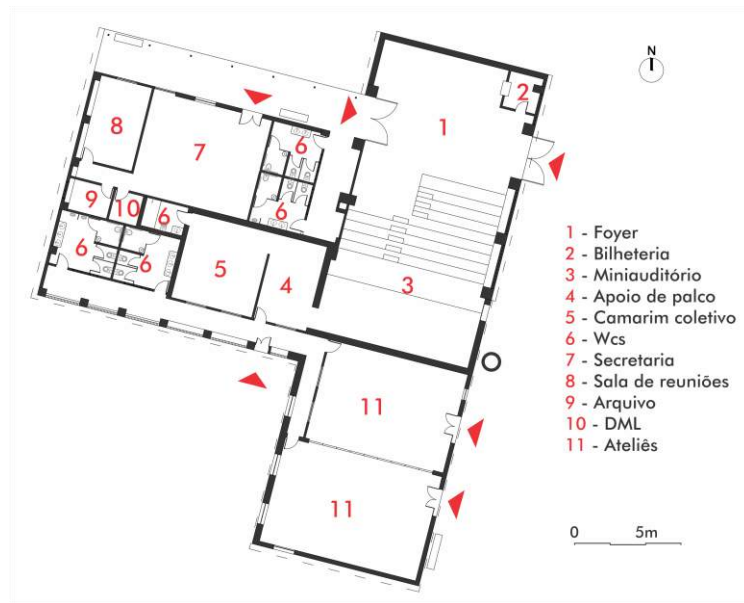 N
2
1
8
7
6
6
9
10
6
6
6
5
4
3
11
11
1 - Foyer
2 - Bilheteria
3 - Miniauditório
4 - Apoio de palco
5 - Camarim coletivo
6 - Wcs
7 - Secretaria
8 - Sala de reuniões
9 - Arquivo
10 - DML
11 - Ateliês
0 5m